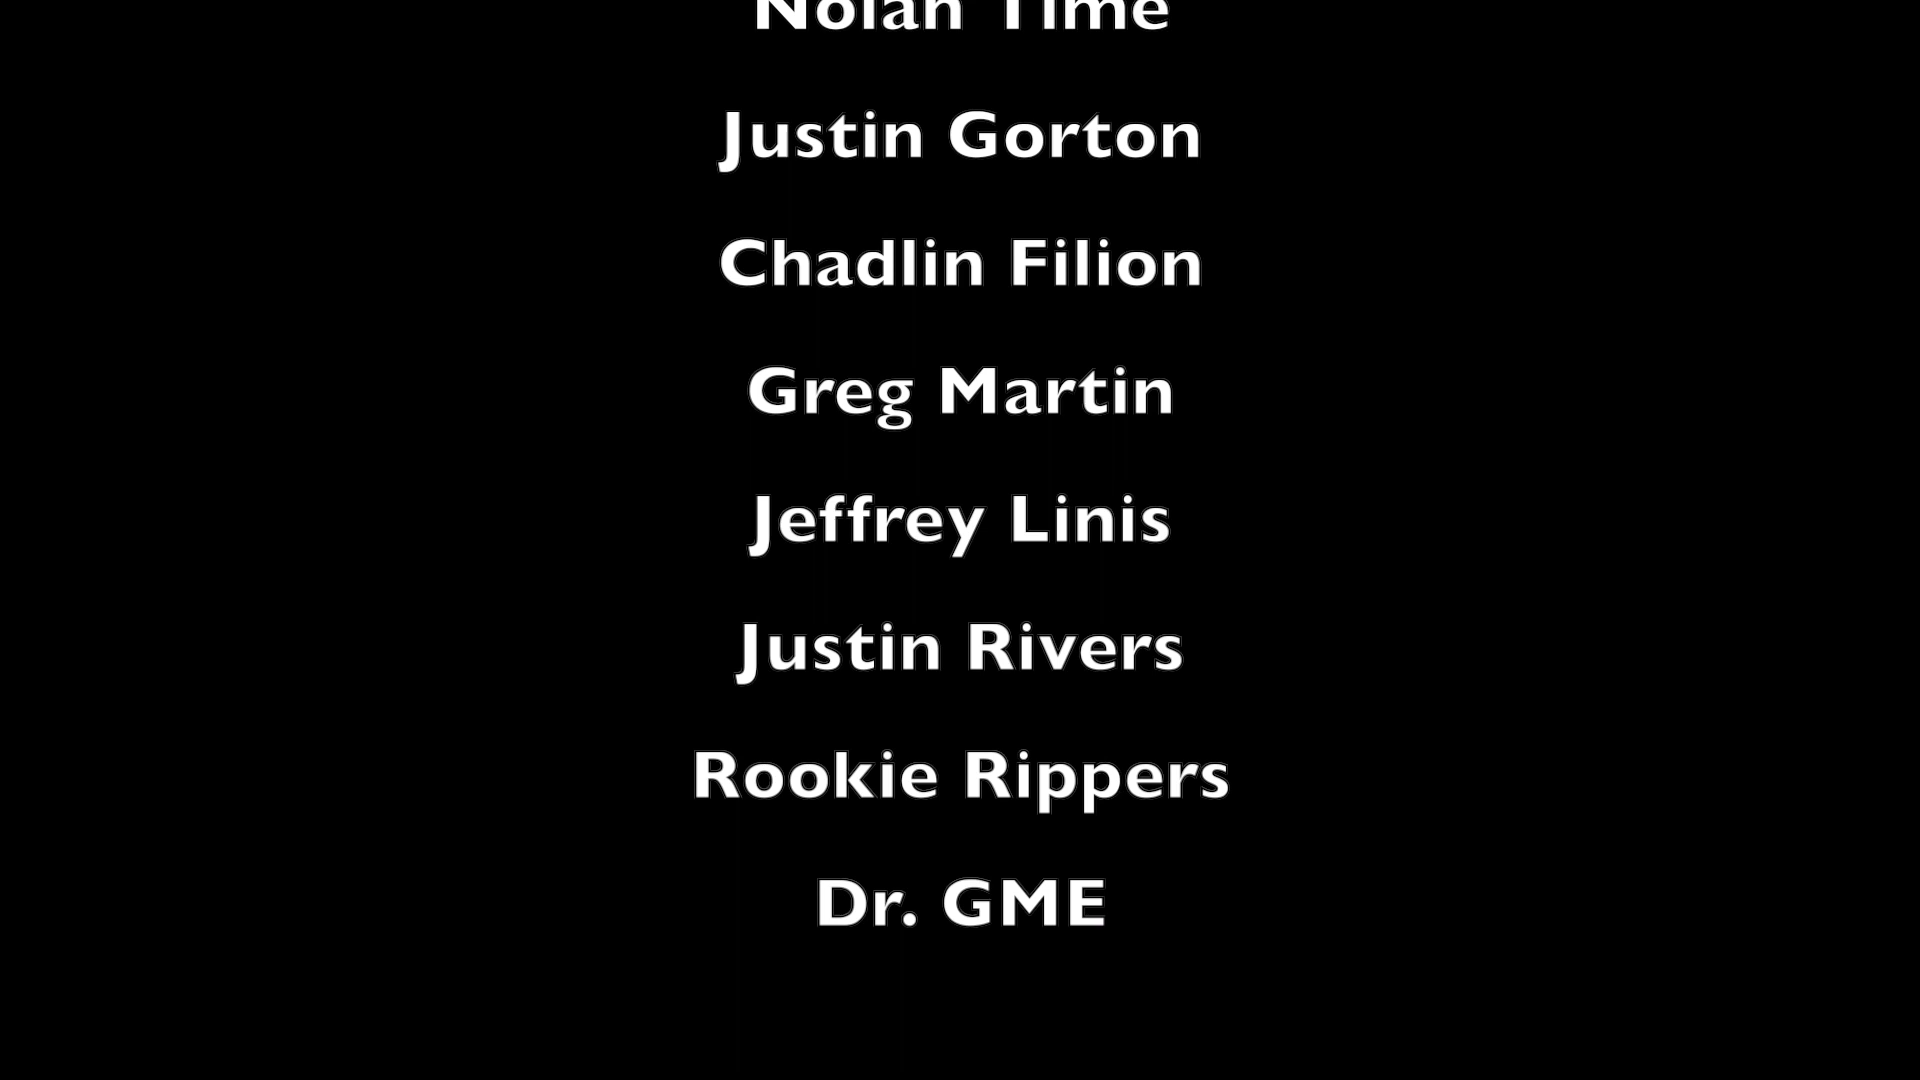 Nolan Time
Justin Gorton
Chadlin Filion
Greg Martin
Jeffrey Linis
Justin Rivers
Rookie Rippers
Dr. GME